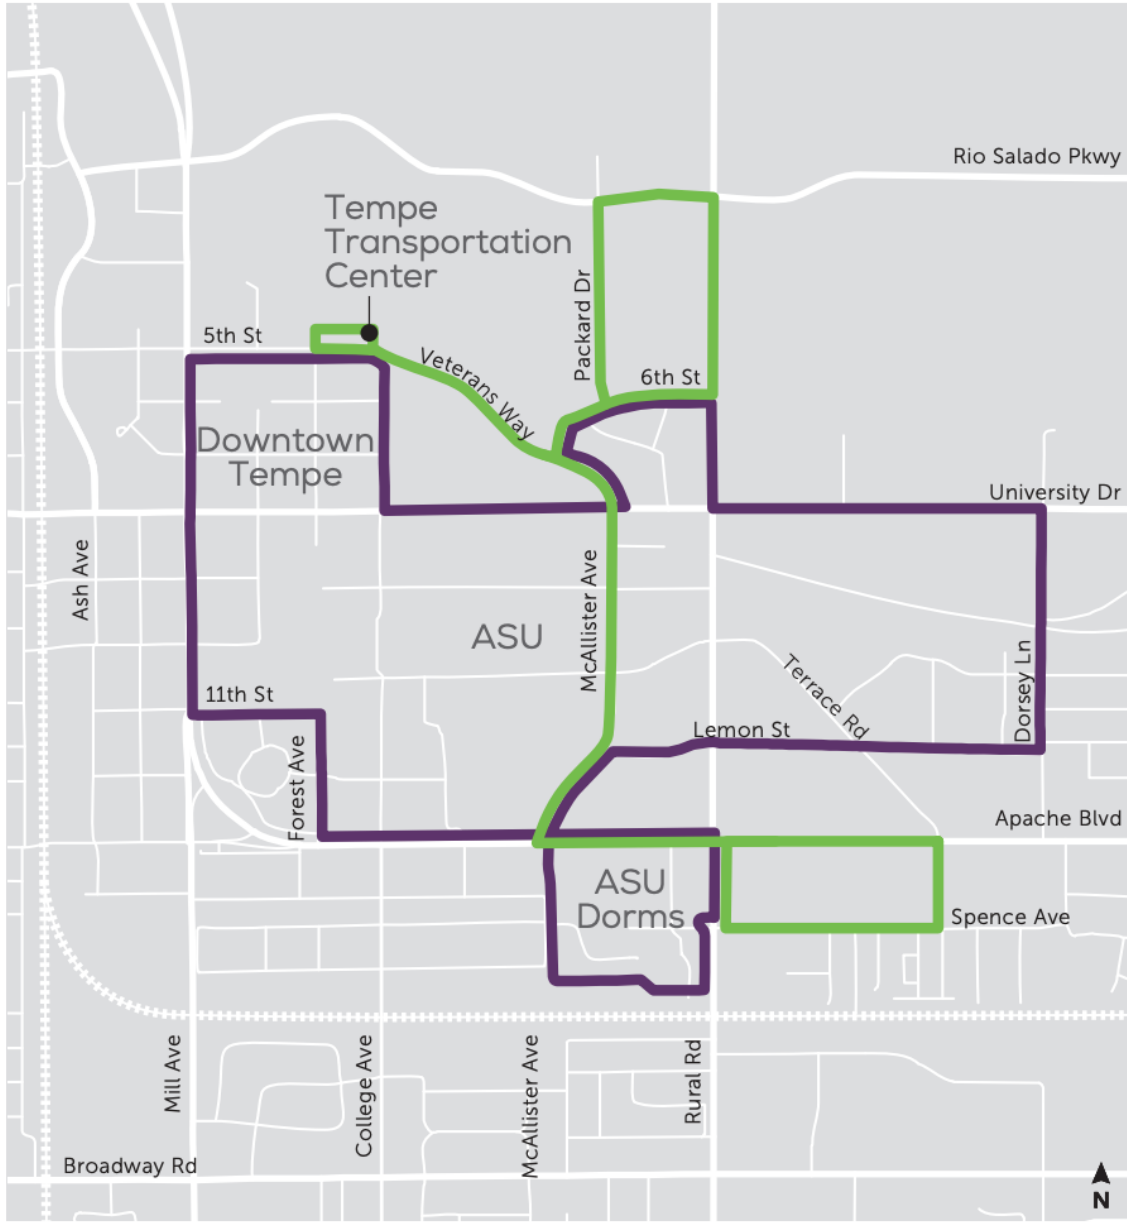 Rio Salado Pkwy
Tempe
Transportation
Center
Packard Dr
5th St
Veterans Way
6th St
Downtown
Tempe
University Dr
Ash Ave
McAllister Ave
ASU
Terrace Rd
Dorsey Ln
11th St
Lemon St
Forest Ave
Apache Blvd
ASU
Dorms
Spence Ave
Mill Ave
College Ave
McAllister Ave
Rural Rd
Broadway Rd
N